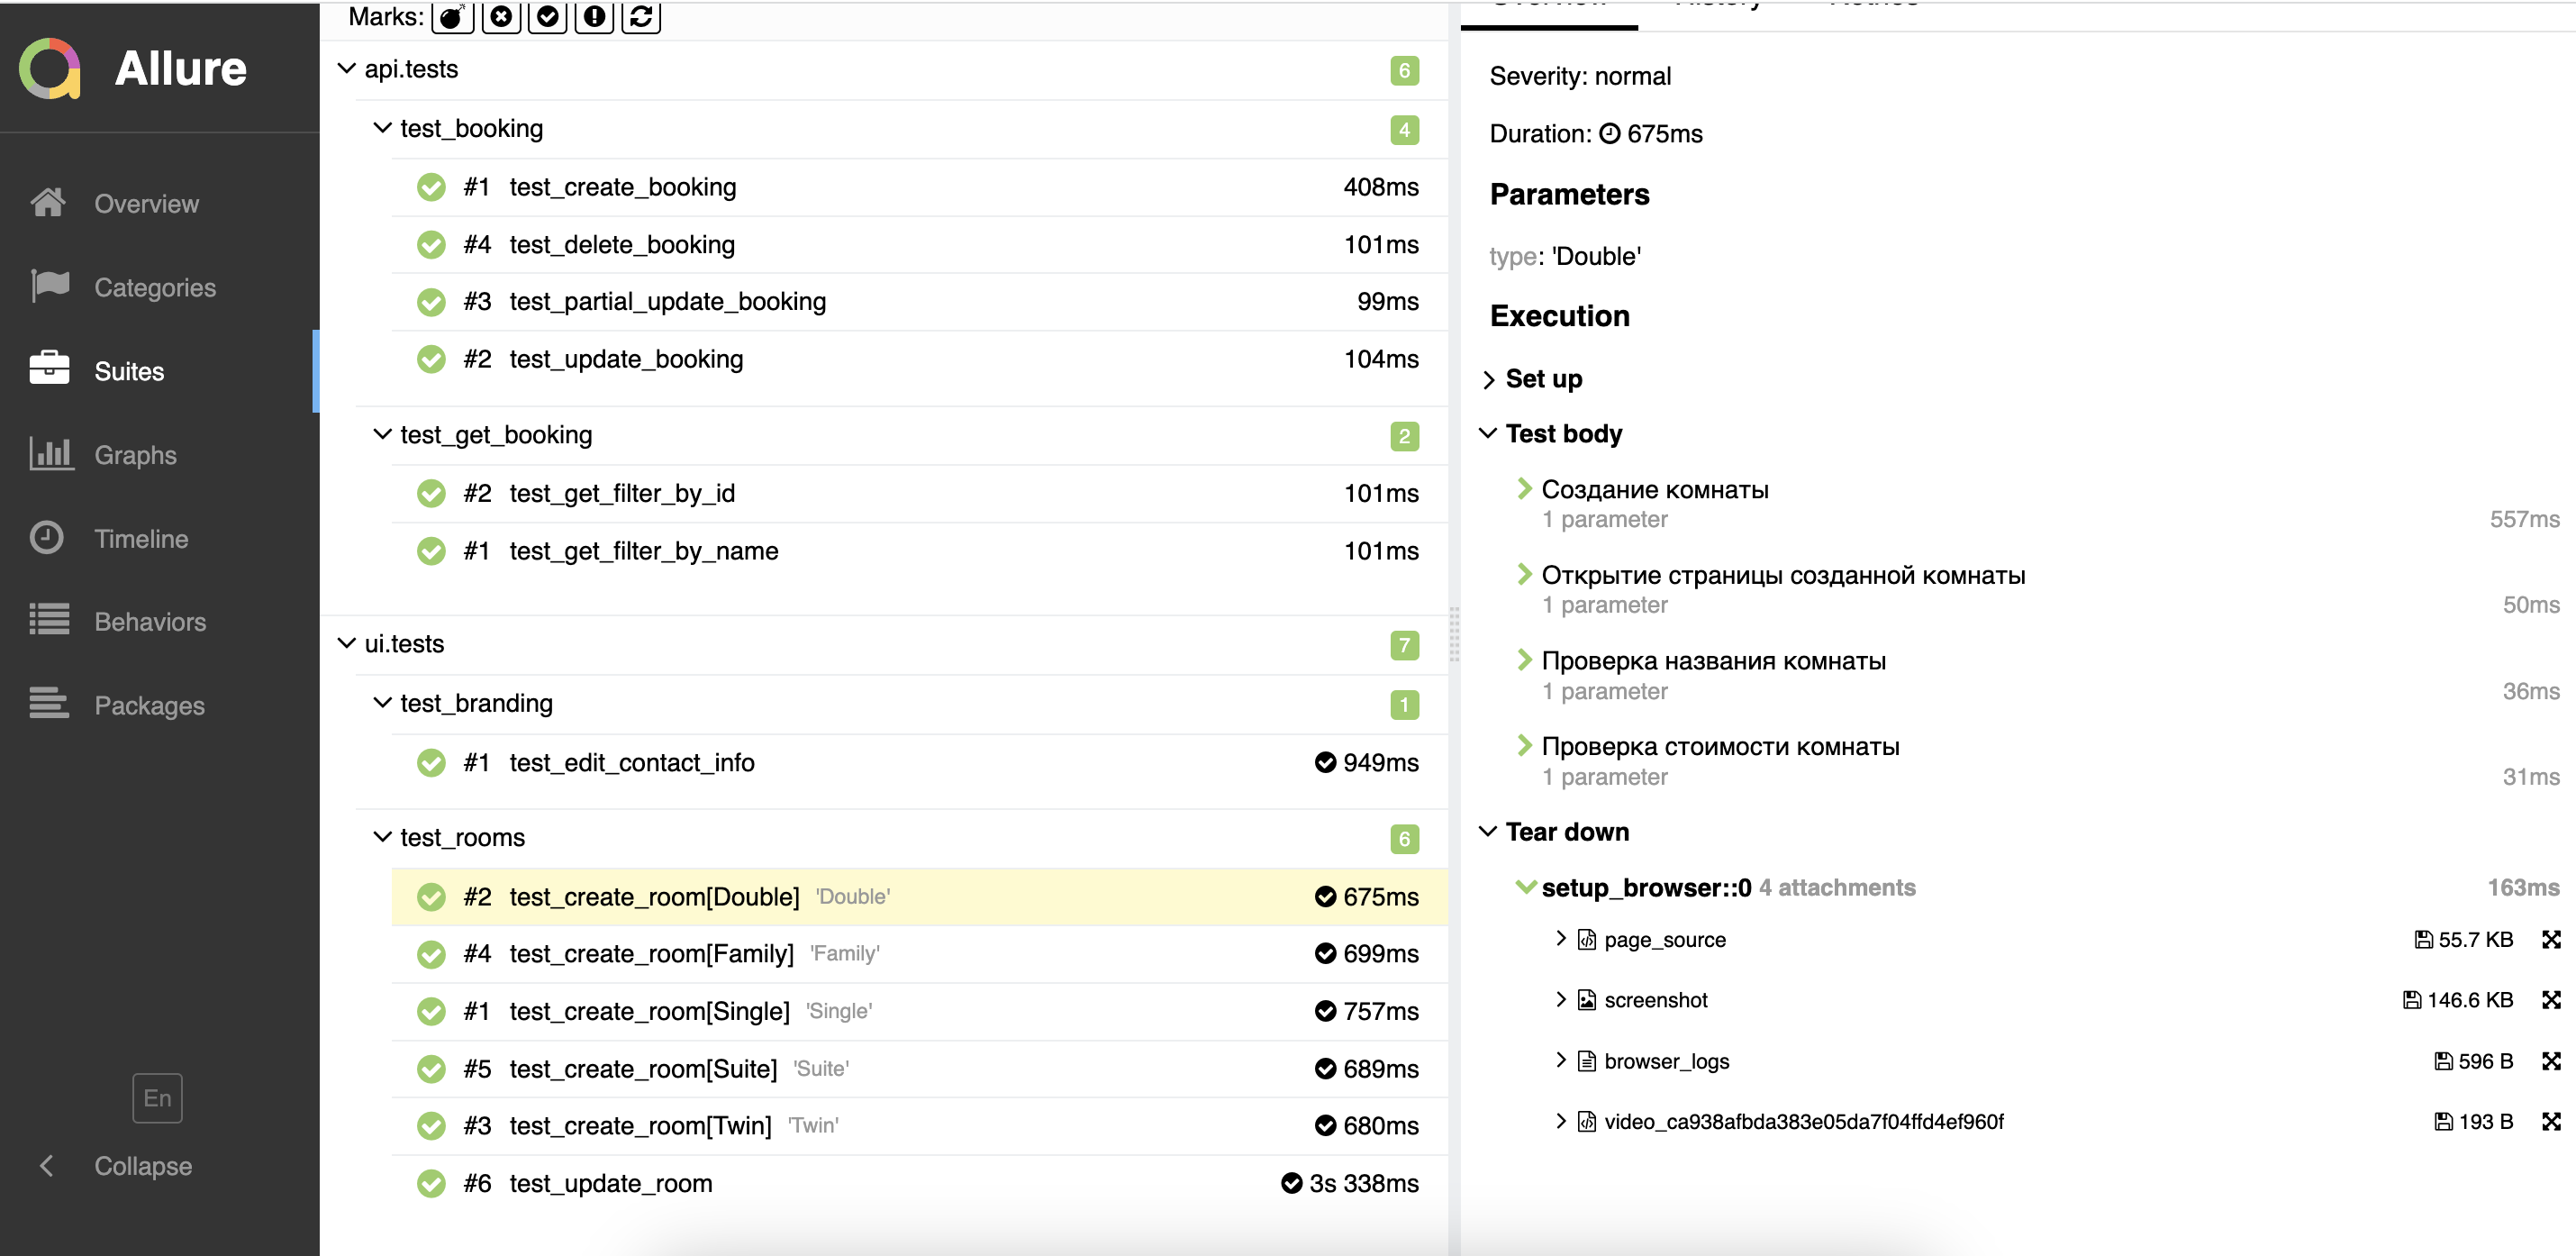 Allure
Overview
Categories
Suites
Graphs
Timeline
Behaviors
Packages
En
Collapse
Marks:
api.tests 6
test_booking 4
#1 test_create_booking 408ms
#4 test_delete_booking 101ms
#3 test_partial_update_booking 99ms
#2 test_update_booking 104ms
test_get_booking 2
#2 test_get_filter_by_id 101ms
#1 test_get_filter_by_name 101ms
ui.tests 7
test_branding 1
#1 test_edit_contact_info 949ms
test_rooms 6
#2 test_create_room[Double] 'Double' 675ms
#4 test_create_room[Family] 'Family' 699ms
#1 test_create_room[Single] 'Single' 757ms
#5 test_create_room[Suite] 'Suite' 689ms
#3 test_create_room[Twin] 'Twin' 680ms
#6 test_update_room 3s 338ms
Severity: normal
Duration: 675ms
Parameters
type: 'Double'
Execution
Set up
Test body
Создание комнаты
1 parameter 557ms
Открытие страницы созданной комнаты
1 parameter 50ms
Проверка названия комнаты
1 parameter 36ms
Проверка стоимости комнаты
1 parameter 31ms
Tear down
setup_browser::0 4 attachments 163ms
page_source 55.7 KB
screenshot 146.6 KB
browser_logs 596 B
video_ca938afbda383e05da7f04ffd4ef960f 193 B